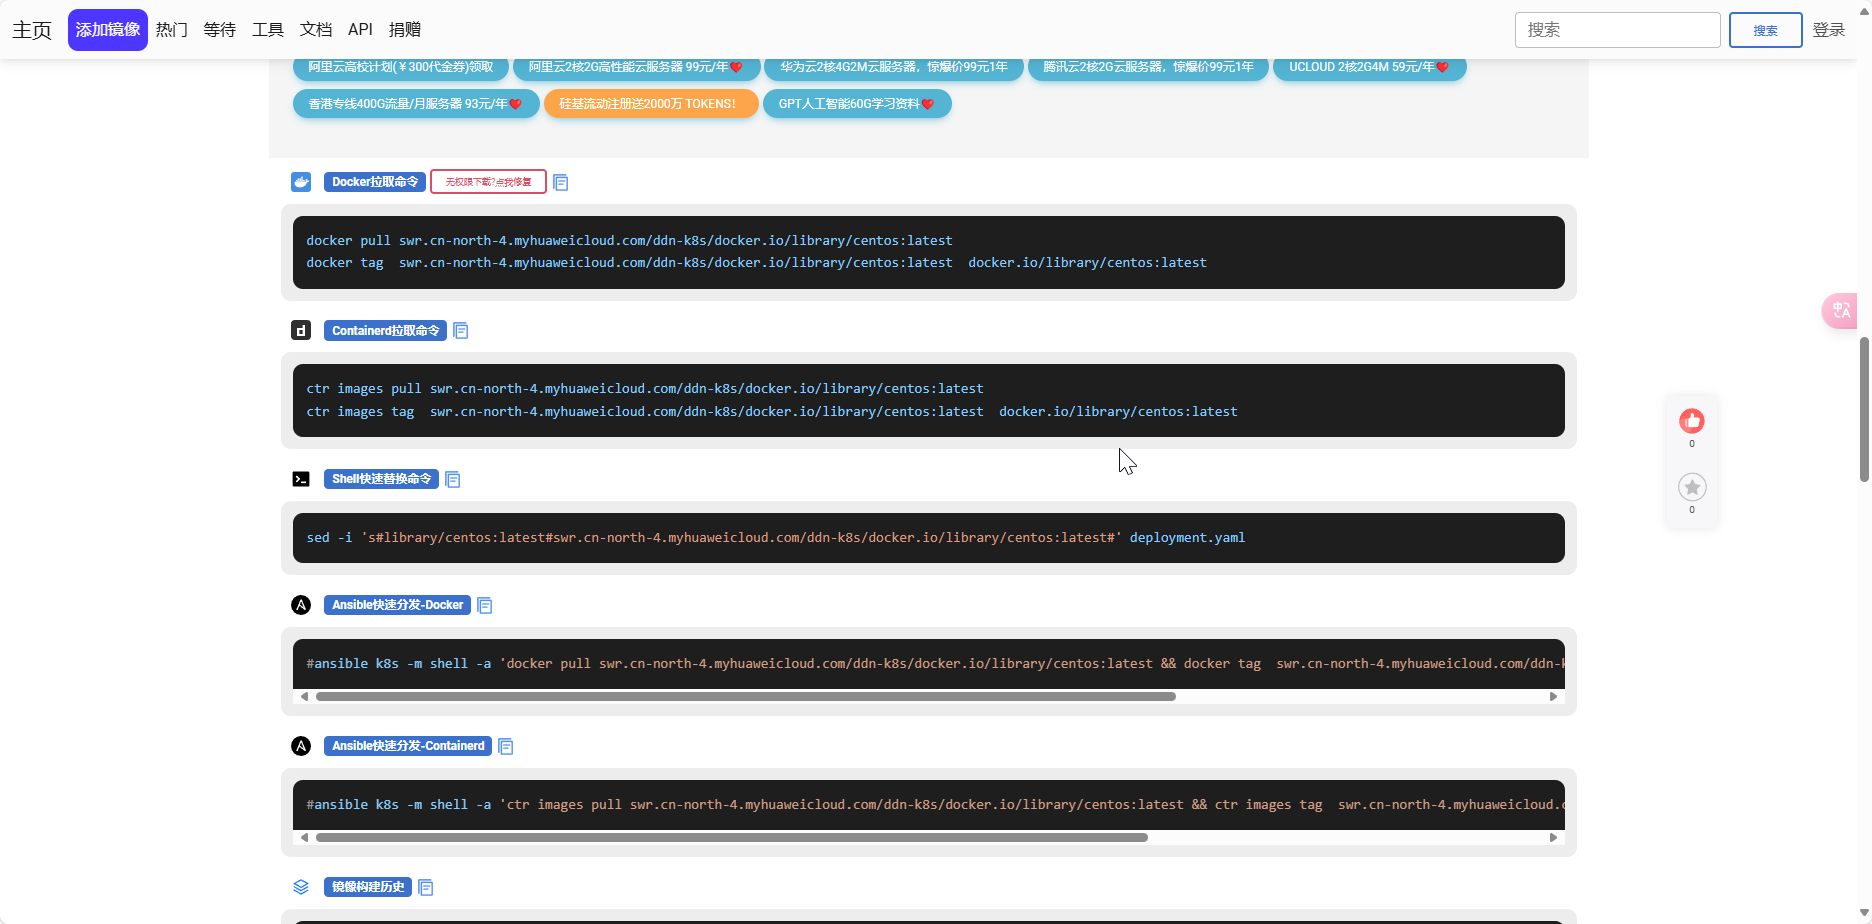 主页 添加镜像 热门 等待 工具 文档 API 捐赠 搜索 搜索 登录
阿里云高校计划(￥300代金券)领取 阿里云2核2G高性能云服务器 99元/年❤ 华为云2核4G2M云服务器，惊爆价99元1年 腾讯云2核2G云服务器，惊爆价99元1年 UCLOUD 2核2G4M 59元/年❤
香港专线400G流量/月服务器 93元/年❤ 硅基流动注册送2000万 TOKENS! GPT人工智能60G学习资料❤
Docker拉取命令 无权限下载?点我修复
docker pull swr.cn-north-4.myhuaweicloud.com/ddn-k8s/docker.io/library/centos:latest
docker tag  swr.cn-north-4.myhuaweicloud.com/ddn-k8s/docker.io/library/centos:latest  docker.io/library/centos:latest
d Containerd拉取命令
ctr images pull swr.cn-north-4.myhuaweicloud.com/ddn-k8s/docker.io/library/centos:latest
ctr images tag  swr.cn-north-4.myhuaweicloud.com/ddn-k8s/docker.io/library/centos:latest  docker.io/library/centos:latest
0
Shell快速替换命令
0
sed -i 's#library/centos:latest#swr.cn-north-4.myhuaweicloud.com/ddn-k8s/docker.io/library/centos:latest#' deployment.yaml
Ansible快速分发-Docker
#ansible k8s -m shell -a 'docker pull swr.cn-north-4.myhuaweicloud.com/ddn-k8s/docker.io/library/centos:latest && docker tag  swr.cn-north-4.myhuaweicloud.com/ddn-k
Ansible快速分发-Containerd
#ansible k8s -m shell -a 'ctr images pull swr.cn-north-4.myhuaweicloud.com/ddn-k8s/docker.io/library/centos:latest && ctr images tag  swr.cn-north-4.myhuaweicloud.c
镜像构建历史